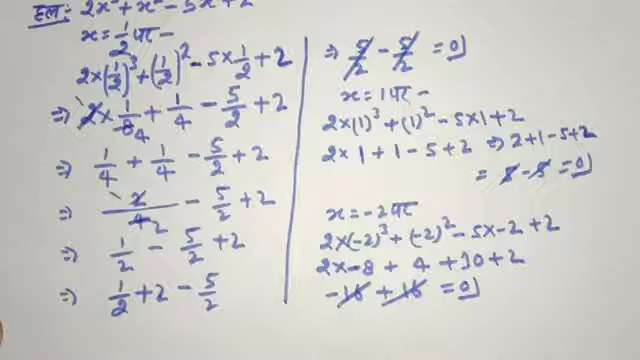 हल:- 2x³+x²-5x+2
x=1/2 पर-
2×(1/2)³+(1/2)²-5×1/2+2
⇒ 2×1/8 4+1/4-5/2+2
⇒ 1/4+1/4-5/2+2
⇒ 2/4 2-5/2+2
⇒ 1/2-5/2+2
⇒ 1/2+2-5/2
⇒ 5/2-5/2=0
x=1 पर-
2×(1)³+(1)²-5×1+2
2×1+1-5+2 ⇒ 2+1-5+2
=5-5=0
x=-2 पर
2×(-2)³+(-2)²-5×-2+2
2×-8+4+10+2
-16+16=0